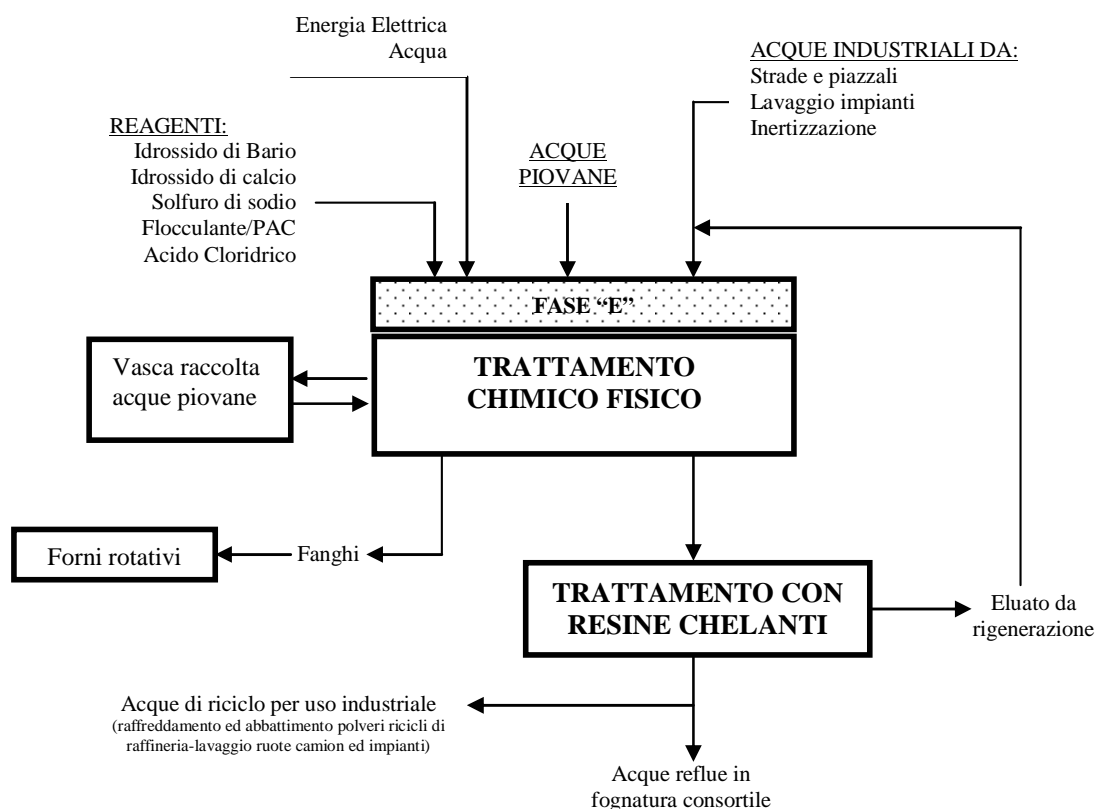 Energia Elettrica
Acqua
ACQUE INDUSTRIALI DA:
Strade e piazzali
Lavaggio impianti
Inertizzazione
REAGENTI:
Idrossido di Bario
Idrossido di calcio
Solfuro di sodio
Flocculante/PAC
Acido Cloridrico
ACQUE
PIOVANE
FASE “E”
TRATTAMENTO
CHIMICO FISICO
Vasca raccolta
acque piovane
Forni rotativi
Fanghi
TRATTAMENTO CON
RESINE CHELANTI
Eluato da
rigenerazione
Acque di riciclo per uso industriale
(raffreddamento ed abbattimento polveri ricicli di
raffineria-lavaggio ruote camion ed impianti)
Acque reflue in
fognatura consortile